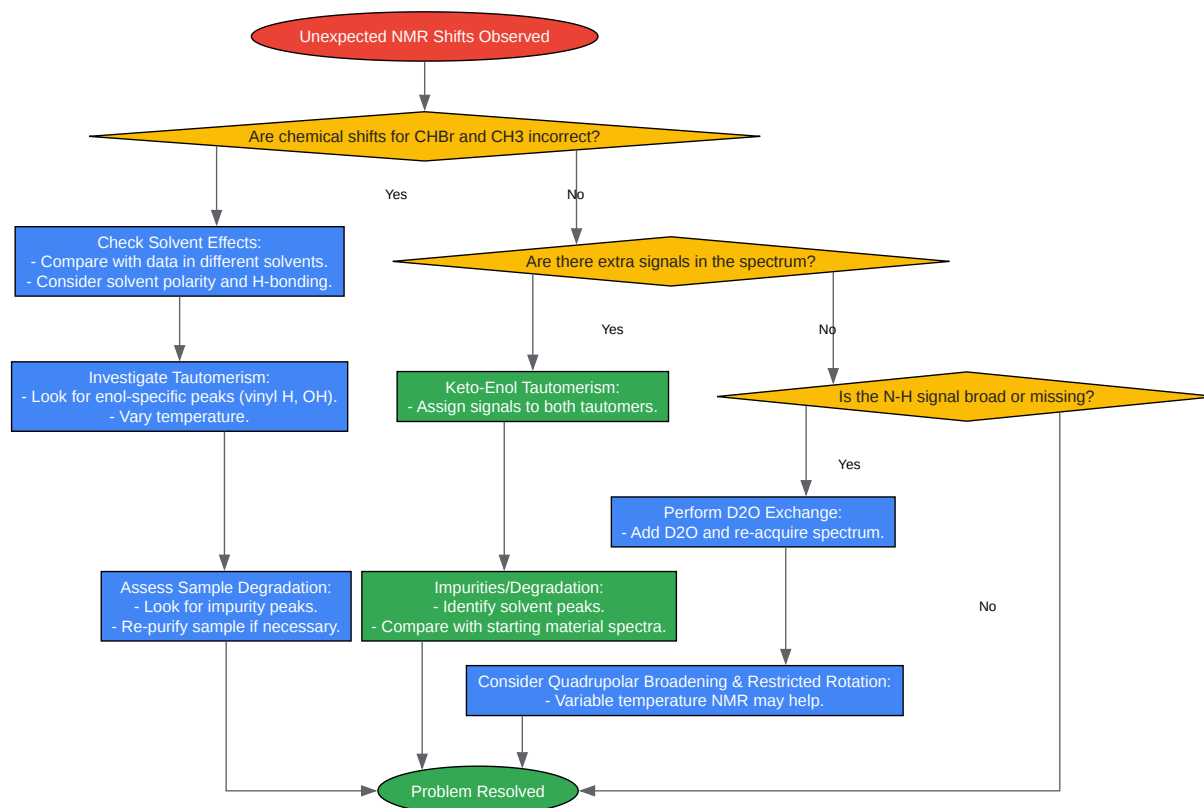 Unexpected NMR Shifts Observed
Are chemical shifts for CHBr and CH3 incorrect?
Yes
No
Check Solvent Effects:
- Compare with data in different solvents.
- Consider solvent polarity and H-bonding.
Are there extra signals in the spectrum?
Yes
No
Investigate Tautomerism:
- Look for enol-specific peaks (vinyl H, OH).
- Vary temperature.
Keto-Enol Tautomerism:
- Assign signals to both tautomers.
Is the N-H signal broad or missing?
Yes
Perform D2O Exchange:
- Add D2O and re-acquire spectrum.
Assess Sample Degradation:
- Look for impurity peaks.
- Re-purify sample if necessary.
Impurities/Degradation:
- Identify solvent peaks.
- Compare with starting material spectra.
No
Consider Quadrupolar Broadening & Restricted Rotation:
- Variable temperature NMR may help.
Problem Resolved